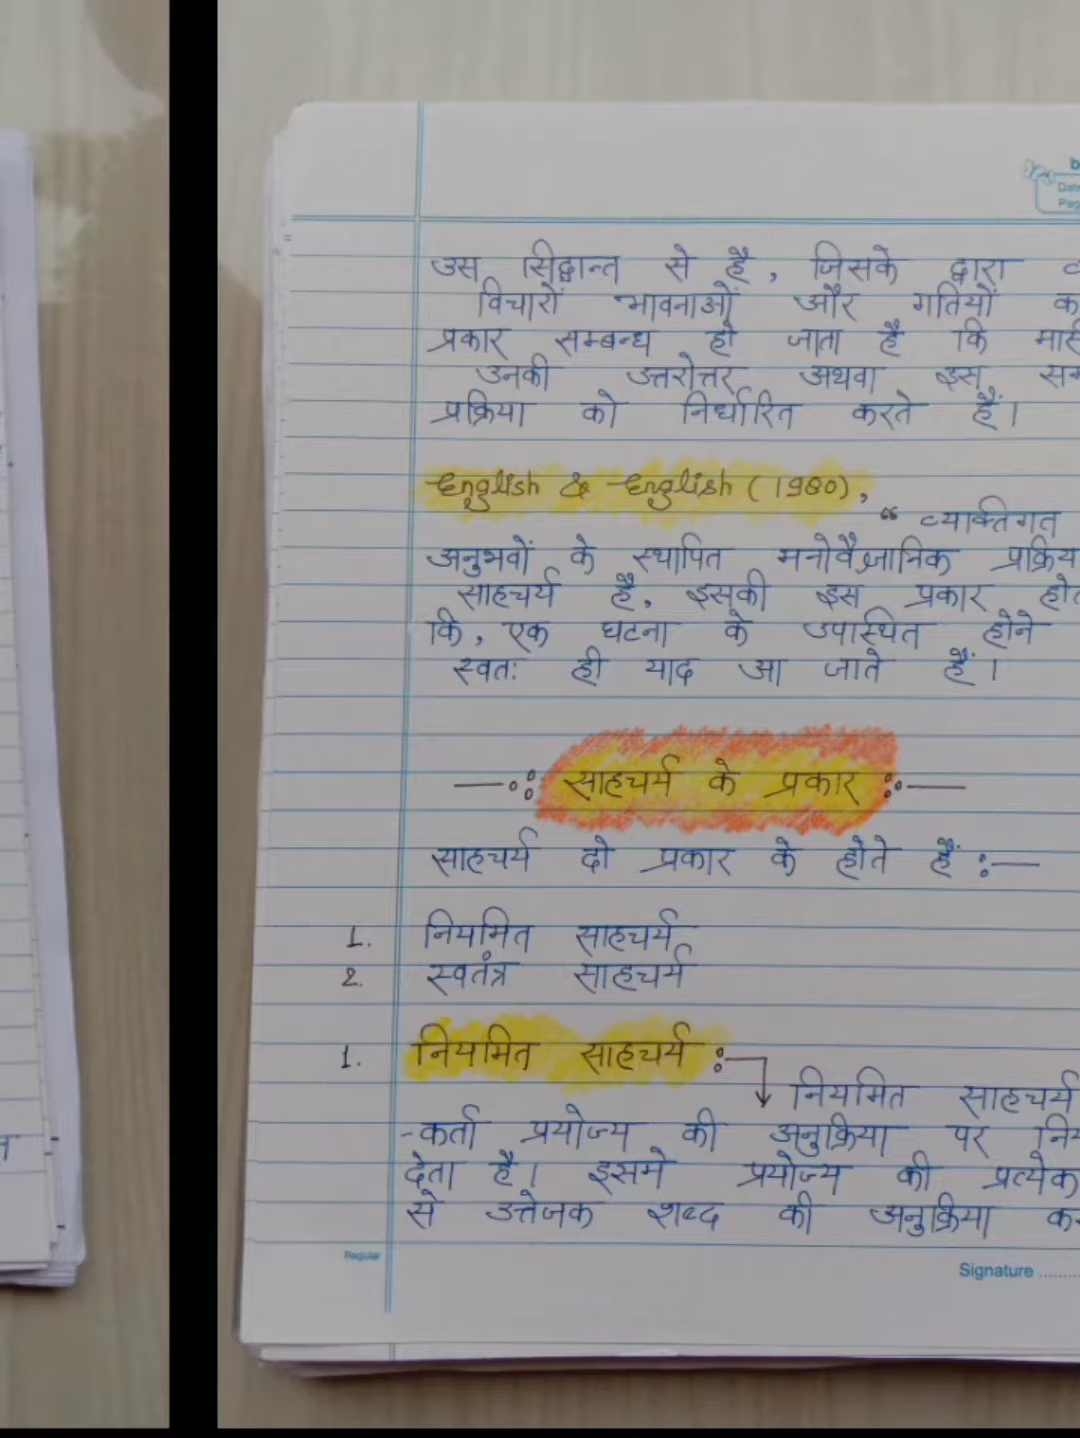 उस सिद्धान्त से है, जिसके द्वारा
विचारों भावनाओं और गतियों
प्रकार सम्बन्ध हो जाता है कि
उनकी उत्तरोत्तर अथवा इस
प्रक्रिया को निर्धारित करते हैं।
English & English (1980),
“ व्यक्तिगत
अनुभवों के स्थापित मनोवैज्ञानिक
साहचर्य है, इसकी इस प्रकार
कि, एक घटना के उपस्थित होने
स्वतः ही याद आ जाते हैं।
—: साहचर्य के प्रकार :—
साहचर्य दो प्रकार के होते हैं :—
1. नियमित साहचर्य
2. स्वतंत्र साहचर्य
1. नियमित साहचर्य :—
नियमित साहचर्य
-कर्ता प्रयोज्य की अनुक्रिया पर
देता है। इसमे प्रयोज्य की प्रत्येक
से उत्तेजक शब्द की अनुक्रिया
Regular
Signature ........